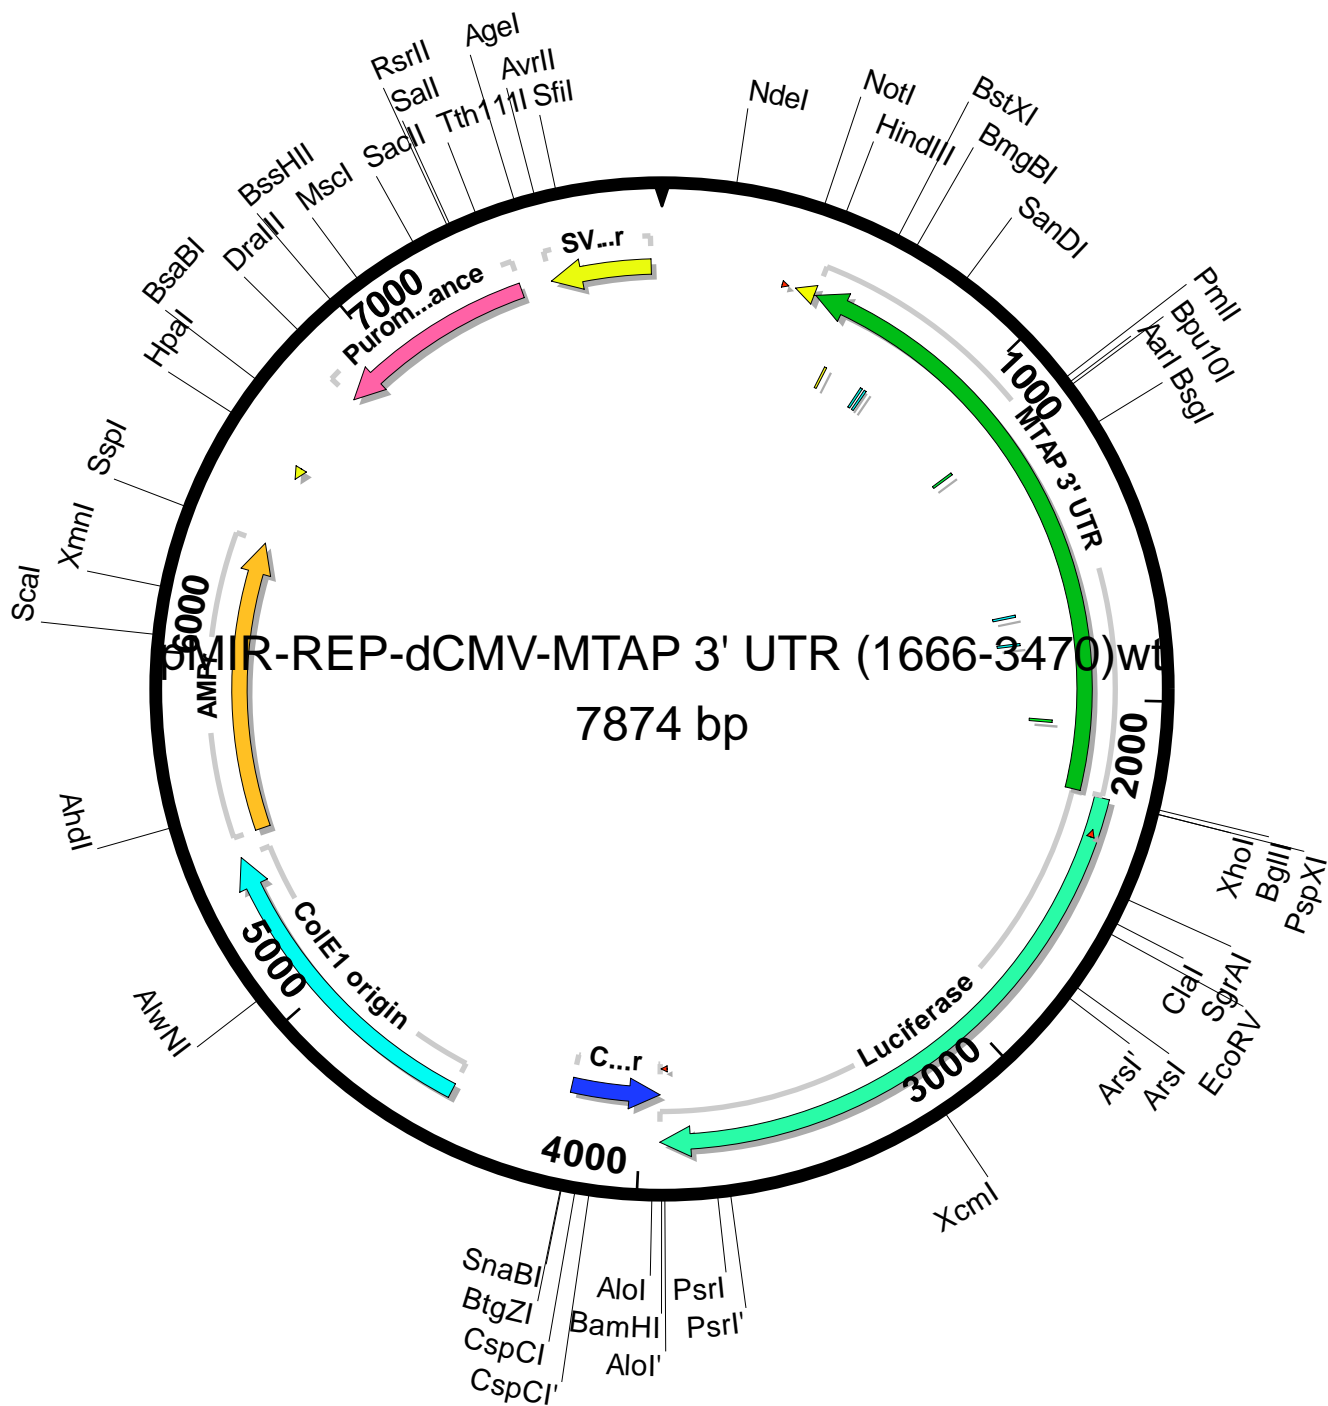 AgeI
RsrII
AvrII
SalI
SfiI
Tth111I
SacII
MscI
BssHII
DraIII
BsaBI
HpaI
SspI
XmnI
ScaI
AhdI
AlwNI
NdeI
NotI
HindIII
BstXI
BmgBI
SanDI
PmlI
Bpu10I
AarI
BsgI
XhoI
BglII
PspXI
SgrAI
ClaI
EcoRV
ArsI'
ArsI
XcmI
PsrI
PsrI'
AloI
BamHI
AloI'
SnaBI
BtgZI
CspCI
CspCI'
SV...r
Purom...ance
7000
1000
MTAP 3' UTR
6000
AMPr
pMIR-REP-dCMV-MTAP 3' UTR (1666-3470)wt
7874 bp
2000
5000
ColE1 origin
Luciferase
3000
C...r
4000